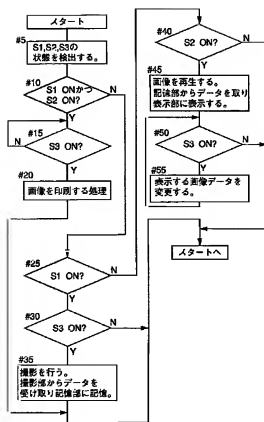 スタート
#5
S1,S2,S3の
状態を検出する。
#10
S1 ONかつ
S2 ON?
N
Y
#15
S3 ON?
N
Y
#20
画像を印刷する処理
#25
S1 ON?
N
Y
#30
S3 ON?
N
Y
#35
撮影を行う。
撮影部からデータを
受け取り記憶部に記憶。
#40
S2 ON?
N
Y
#45
画像を再生する。
記憶部からデータを取り
表示部に表示する。
#50
S3 ON?
N
Y
#55
表示する画像データを
変更する。
スタートへ